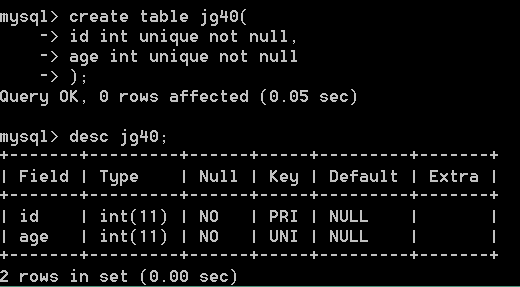 mysql> create table jg40(
    -> id int unique not null,
    -> age int unique not null
    -> );
Query OK, 0 rows affected (0.05 sec)

mysql> desc jg40;
+-------+---------+------+-----+---------+-------+
| Field | Type    | Null | Key | Default | Extra |
+-------+---------+------+-----+---------+-------+
| id    | int(11) | NO   | PRI | NULL    |       |
| age   | int(11) | NO   | UNI | NULL    |       |
+-------+---------+------+-----+---------+-------+
2 rows in set (0.00 sec)